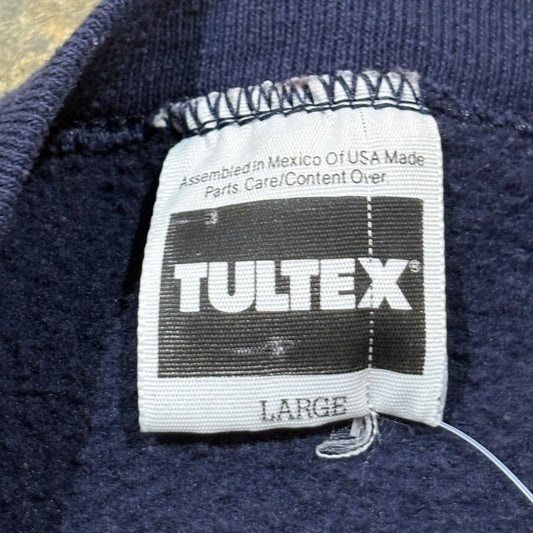 Assembled in Mexico Of USA Made
Parts. Care/Content Over.
TULTEX®
LARGE